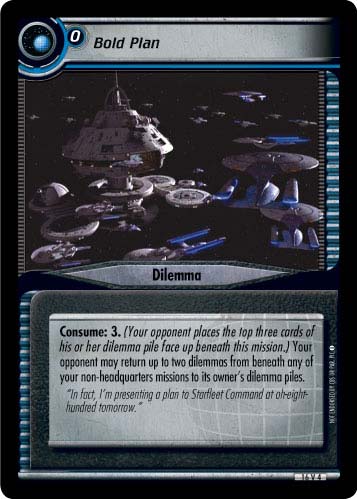 0
Bold Plan
Dilemma
Consume: 3. (Your opponent places the top three cards of
his or her dilemma pile face up beneath this mission.) Your
opponent may return up to two dilemmas from beneath any of
your non-headquarters missions to its owner's dilemma piles.
"In fact, I'm presenting a plan to Starfleet Command at oh-eight-
hundred tomorrow."
16 V 4